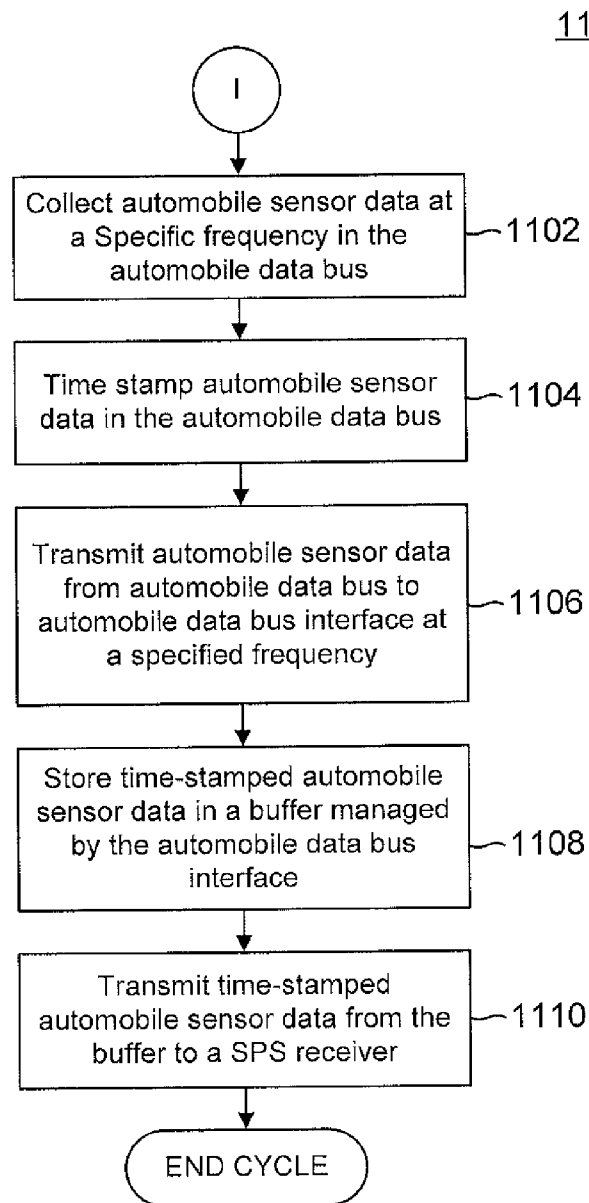 11
I
Collect automobile sensor data at
a Specific frequency in the
automobile data bus
1102
Time stamp automobile sensor
data in the automobile data bus
1104
Transmit automobile sensor data
from automobile data bus to
automobile data bus interface at
a specified frequency
1106
Store time-stamped automobile
sensor data in a buffer managed
by the automobile data bus
interface
1108
Transmit time-stamped
automobile sensor data from the
buffer to a SPS receiver
1110
END CYCLE